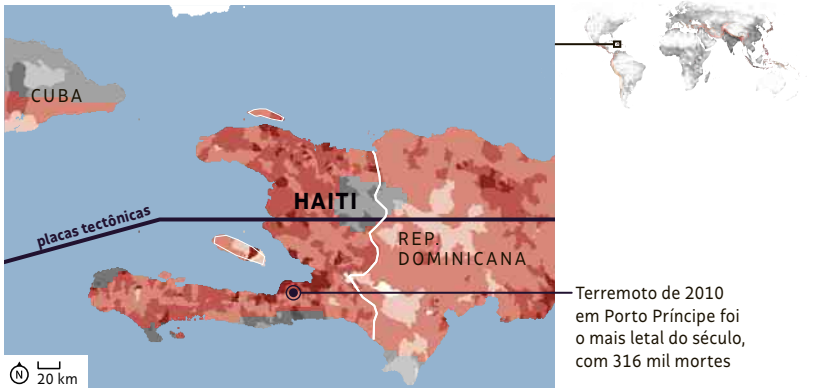 CUBA
HAITI
placas tectônicas
REP.
DOMINICANA
Terremoto de 2010
em Porto Príncipe foi
o mais letal do século,
com 316 mil mortes
N
20 km